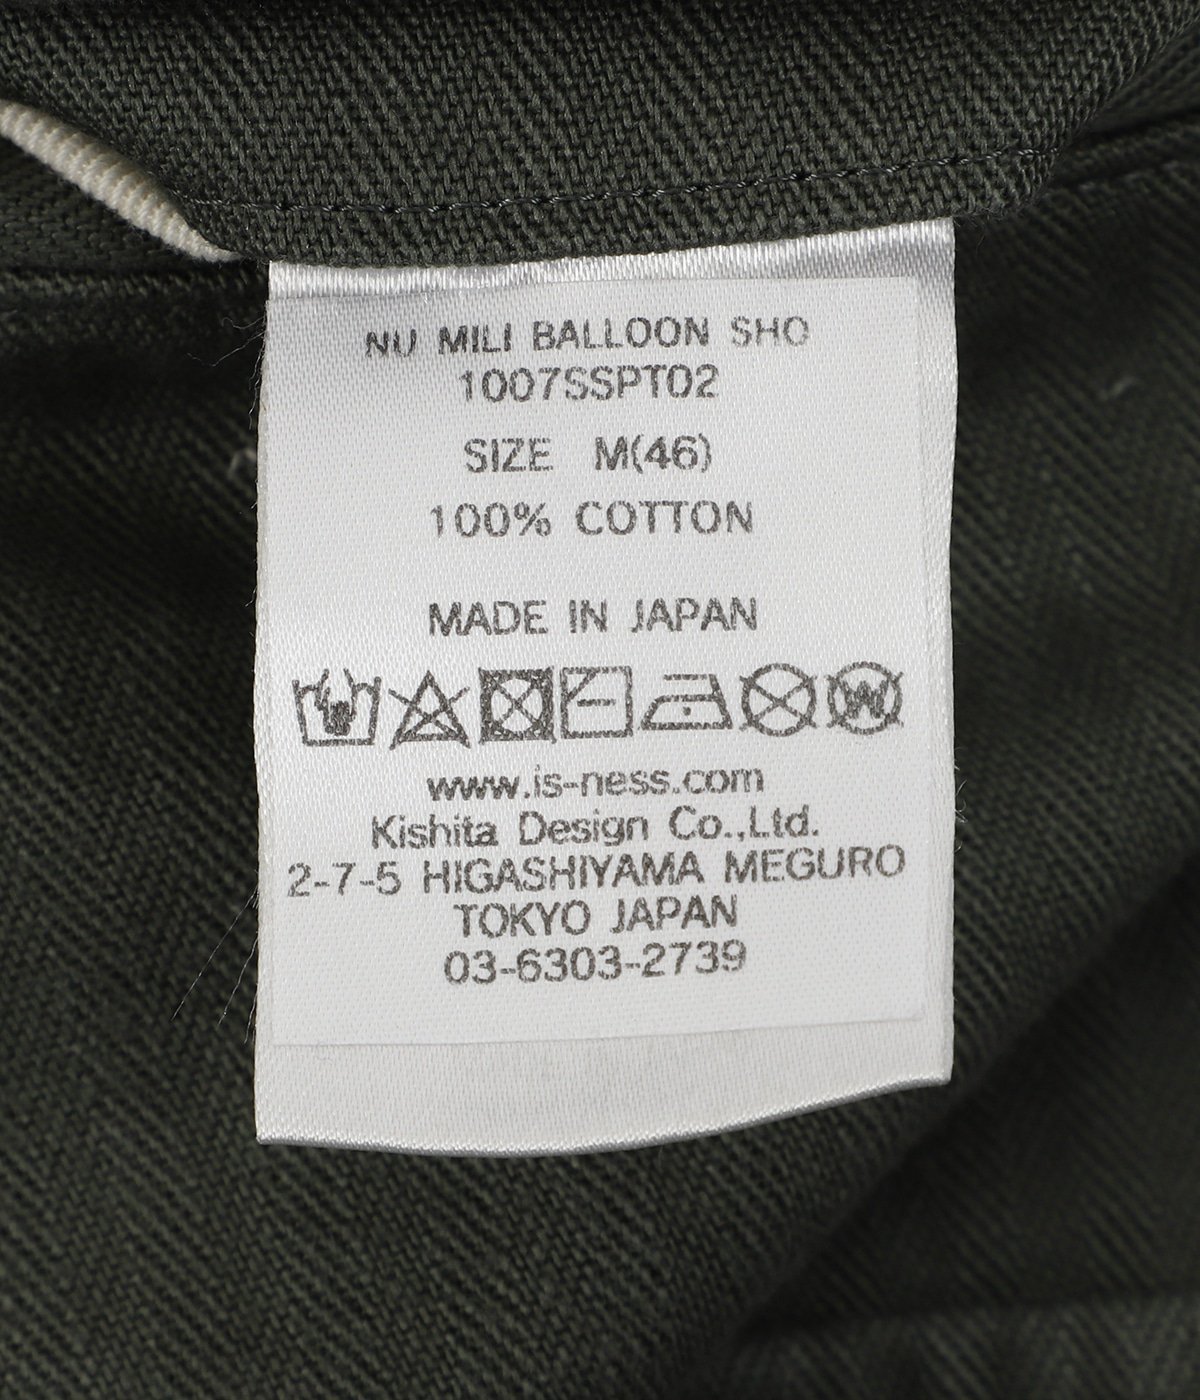 NU MILI BALLOON SHO
1007SSPT02
SIZE M(46)
100% COTTON
MADE IN JAPAN
W
www.is-ness.com
Kishita Design Co.,Ltd.
2-7-5 HIGASHIYAMA MEGURO
TOKYO JAPAN
03-6303-2739